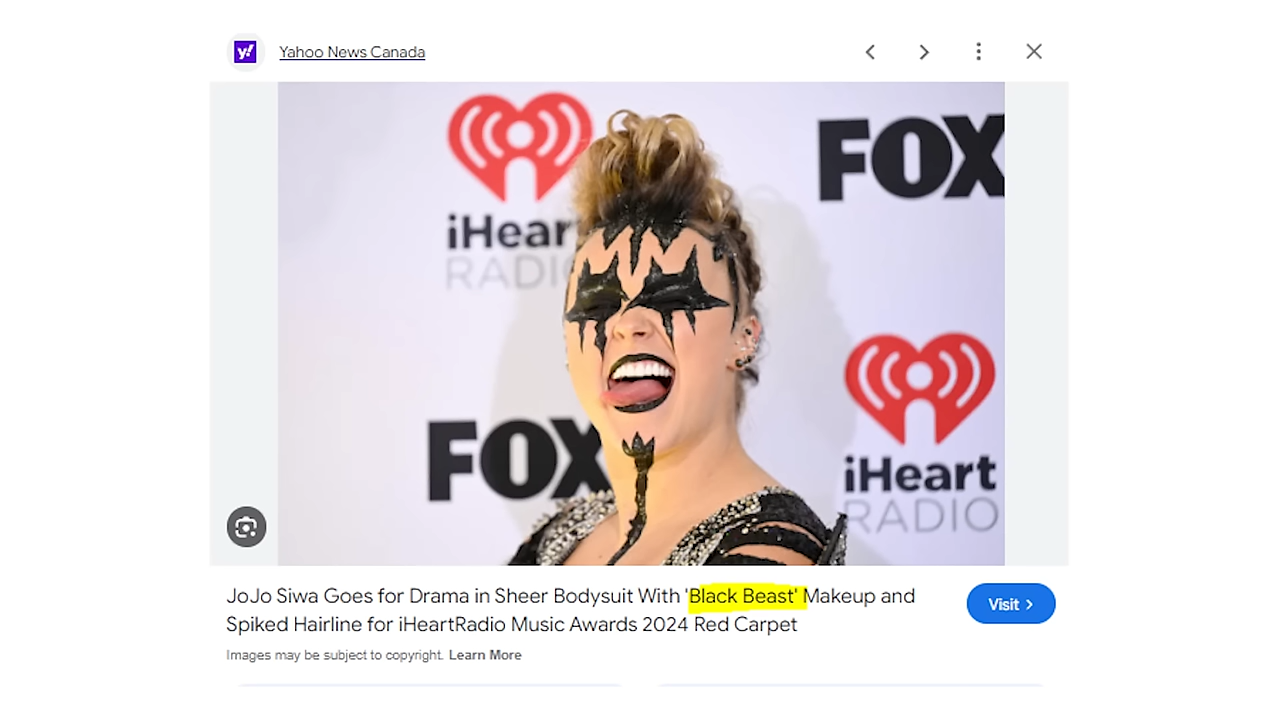 y!
Yahoo News Canada
iHear
RADIO
FOX
FOX
iHeart
RADIO
JoJo Siwa Goes for Drama in Sheer Bodysuit With 'Black Beast' Makeup and
Spiked Hairline for iHeartRadio Music Awards 2024 Red Carpet
Visit
Images may be subject to copyright. Learn More